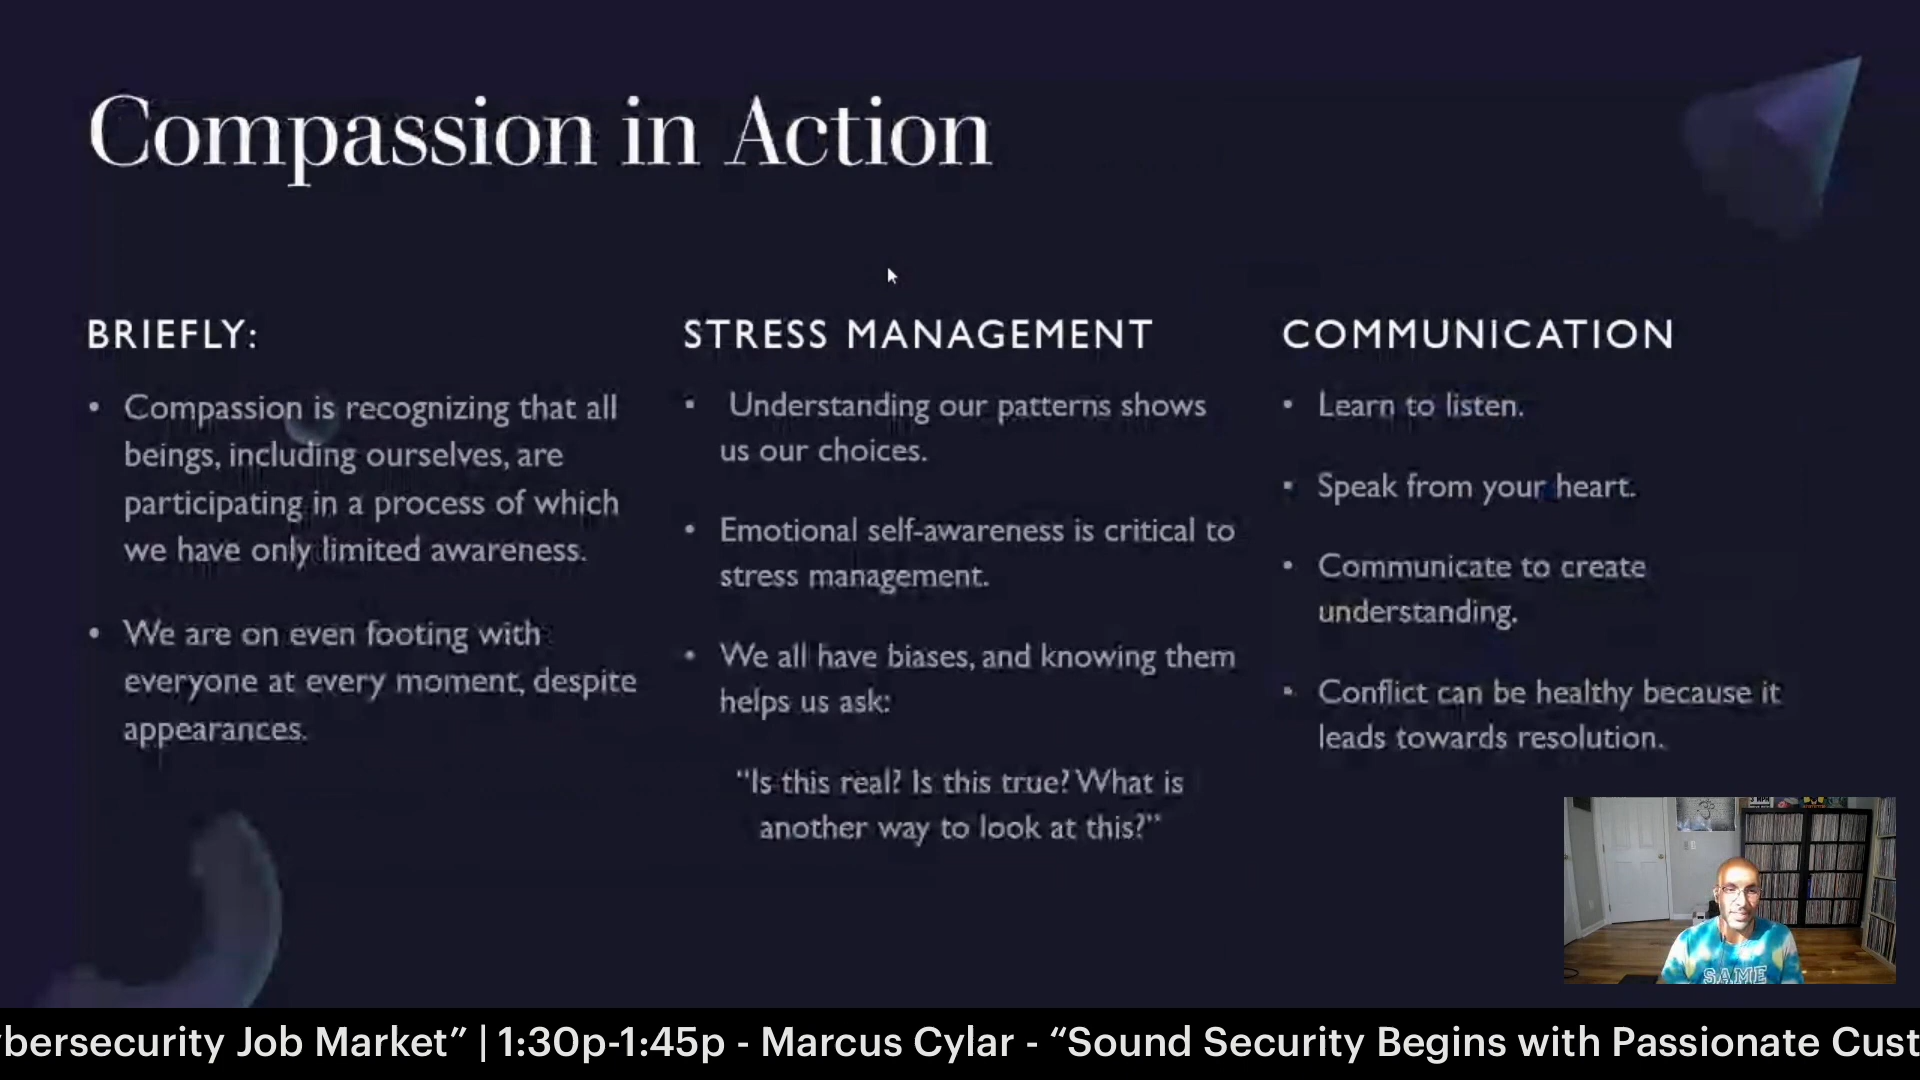 Compassion in Action
BRIEFLY:
• Compassion is recognizing that all
beings, including ourselves, are
participating in a process of which
we have only limited awareness.
• We are on even footing with
everyone at every moment, despite
appearances.
STRESS MANAGEMENT
• Understanding our patterns shows
us our choices.
• Emotional self-awareness is critical to
stress management.
• We all have biases, and knowing them
helps us ask:
“Is this real? Is this true? What is
another way to look at this?”
COMMUNICATION
• Learn to listen.
• Speak from your heart.
• Communicate to create
understanding.
• Conflict can be healthy because it
leads towards resolution.
SAME
ybersecurity Job Market” | 1:30p-1:45p - Marcus Cylar - “Sound Security Begins with Passionate Cust